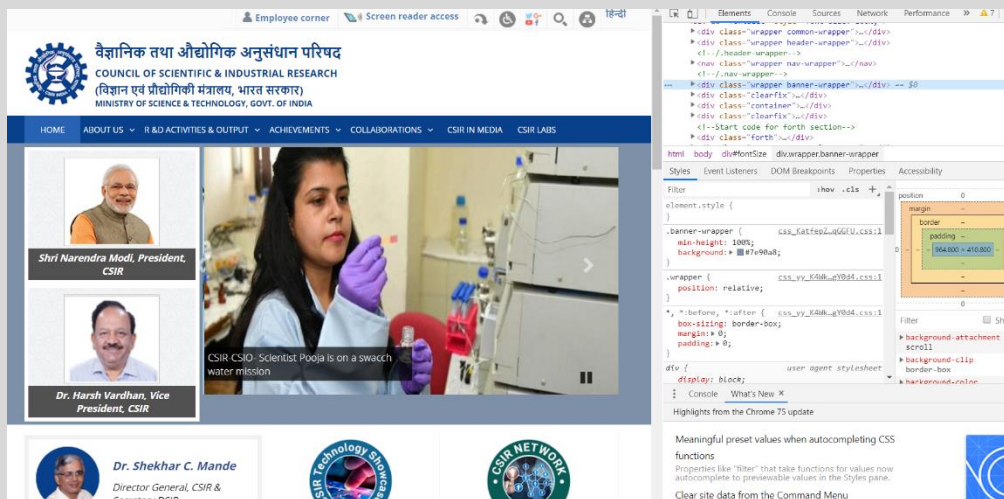 Employee corner
Screen reader access
हिन्दी
वैज्ञानिक तथा औद्योगिक अनुसंधान परिषद
COUNCIL OF SCIENTIFIC & INDUSTRIAL RESEARCH
(विज्ञान एवं प्रौद्योगिकी मंत्रालय, भारत सरकार)
MINISTRY OF SCIENCE & TECHNOLOGY, GOVT. OF INDIA
HOME ABOUT US R & D ACTIVITIES & OUTPUT ACHIEVEMENTS COLLABORATIONS CSIR IN MEDIA CSIR LABS
Shri Narendra Modi, President,
CSIR
CSIR-CSIO- Scientist Pooja is on a swacch
water mission
Dr. Harsh Vardhan, Vice
President, CSIR
Dr. Shekhar C. Mande
Director General, CSIR &
CSIR Technology Showcase
CSIR NETWORK
Elements Console Sources Network Performance » 7
<div class="wrapper common-wrapper">…</div>
<div class="wrapper header-wrapper">…</div>
<!--/.header-wrapper-->
<nav class="wrapper nav-wrapper">…</nav>
<!--/.nav-wrapper-->
<div class="wrapper banner-wrapper">…</div> == $0
<div class="clearfix">…</div>
<div class="container">…</div>
<div class="clearfix">…</div>
<!--Start code for forth section-->
<div class="forth">…</div>
html body div#fontSize div.wrapper.banner-wrapper
Styles Event Listeners DOM Breakpoints Properties Accessibility
Filter :hov .cls +
element.style {
}
.banner-wrapper {
min-height: 100%;
background: #7e90a8;
}
.wrapper {
position: relative;
}
*, *:before, *:after {
box-sizing: border-box;
margin: 0;
padding: 0;
}
div { user agent stylesheet
display: block;
position 0
margin -
border -
padding -
0 - - - 984.800 × 410.800 - - -
-
-
-
0
Filter Sh
background-attachment
scroll
background-clip
border-box
background-color
Console What's New ×
Highlights from the Chrome 75 update
Meaningful preset values when autocompleting CSS
functions
Properties like "filter" that take functions for values now
autocomplete to previewable values in the Styles pane.
Clear site data from the Command Menu